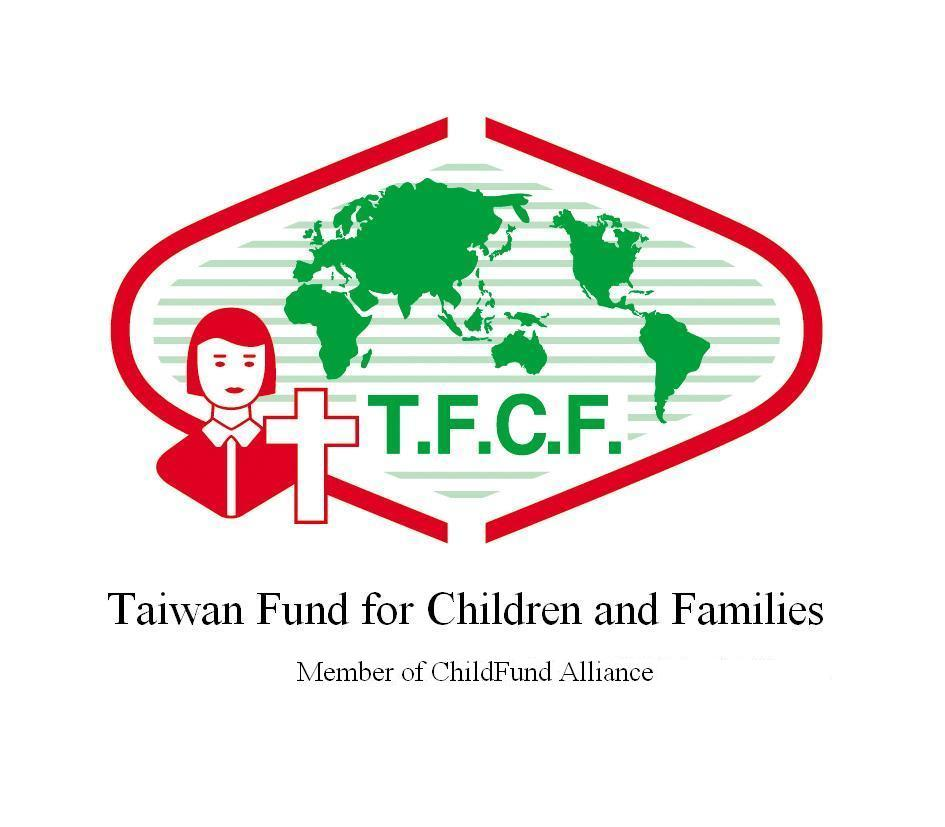 T.F.C.F.
Taiwan Fund for Children and Families
Member of ChildFund Alliance